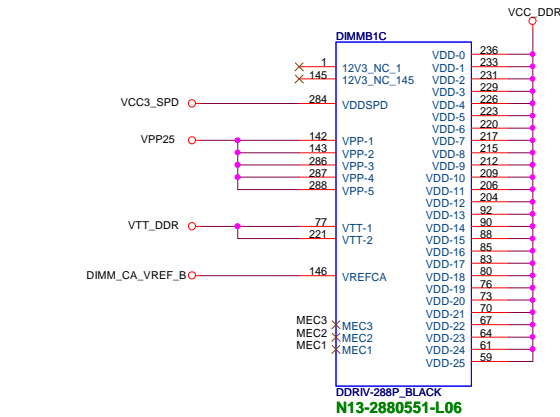 VCC_DDR
DIMMB1C
1 12V3_NC_1
145 12V3_NC_145
VCC3_SPD 284 VDDSPD
VPP25 142 VPP-1
143 VPP-2
286 VPP-3
287 VPP-4
288 VPP-5
VTT_DDR 77 VTT-1
221 VTT-2
DIMM_CA_VREF_B 146 VREFCA
MEC3 MEC3
MEC2 MEC2
MEC1 MEC1
VDD-0 236
VDD-1 233
VDD-2 231
VDD-3 229
VDD-4 226
VDD-5 223
VDD-6 220
VDD-7 217
VDD-8 215
VDD-9 212
VDD-10 209
VDD-11 206
VDD-12 204
VDD-13 92
VDD-14 90
VDD-15 88
VDD-16 85
VDD-17 83
VDD-18 80
VDD-19 76
VDD-20 73
VDD-21 70
VDD-22 67
VDD-23 64
VDD-24 61
VDD-25 59
DDRIV-288P_BLACK
N13-2880551-L06